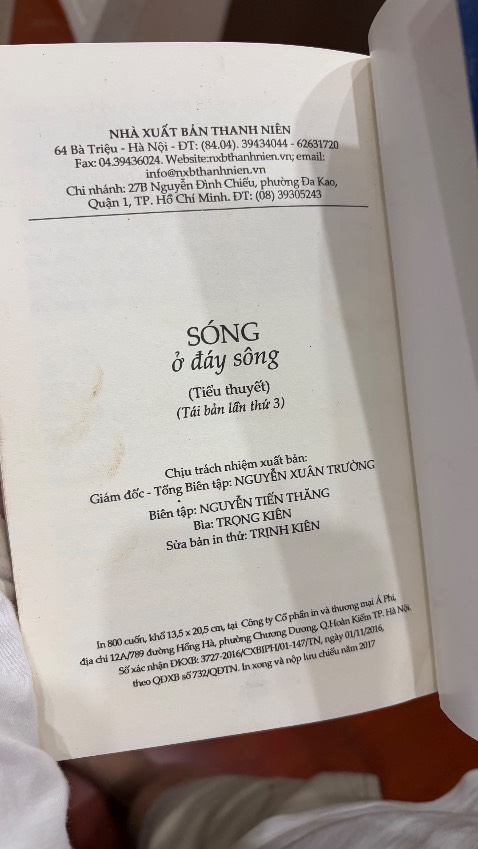 NHÀ XUẤT BẢN THANH NIÊN
64 Bà Triệu - Hà Nội - ĐT: (84.04). 39434044 - 62631720
Fax: 04.39436024. Website:nxbthanhnien.vn; email:
info@nxbthanhnien.vn
Chi nhánh: 27B Nguyễn Đình Chiểu, phường Đa Kao,
Quận 1, TP. Hồ Chí Minh. ĐT: (08) 39305243
SÓNG
ở đáy sông
(Tiểu thuyết)
(Tái bản lần thứ 3)
Chịu trách nhiệm xuất bản:
Giám đốc - Tổng Biên tập: NGUYỄN XUÂN TRƯỜNG
Biên tập: NGUYỄN TIẾN THĂNG
Bìa: TRỌNG KIÊN
Sửa bản in thử: TRỊNH KIÊN
In 800 cuốn, khổ 13,5 x 20,5 cm, tại Công ty Cổ phần in và thương mại Á Phi,
địa chỉ 12A/789 đường Hồng Hà, phường Chương Dương, Q.Hoàn Kiếm TP. Hà Nội.
Số xác nhận ĐKXB: 3727-2016/CXBIPH/01-147/TN, ngày 01/11/2016,
theo QĐXB số 732/QĐTN. In xong và nộp lưu chiểu năm 2017